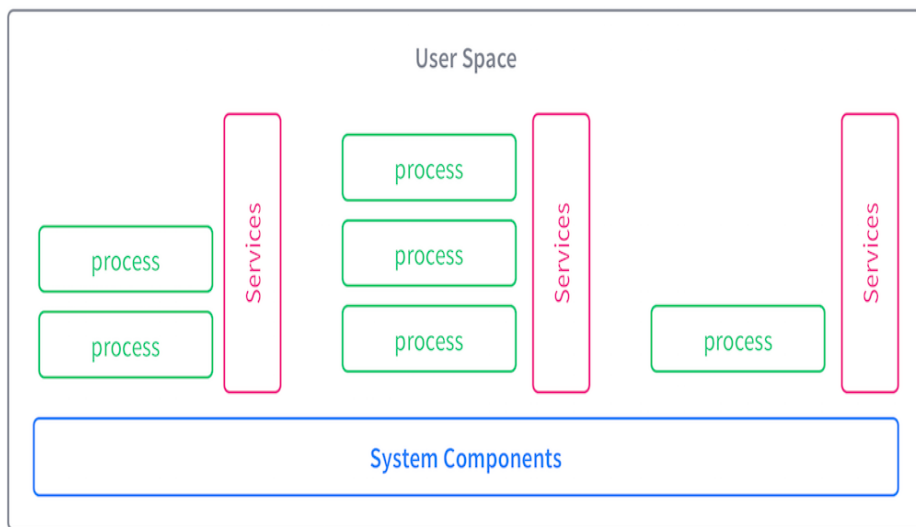 User Space
process
process
Services
process
process
process
Services
process
Services
System Components